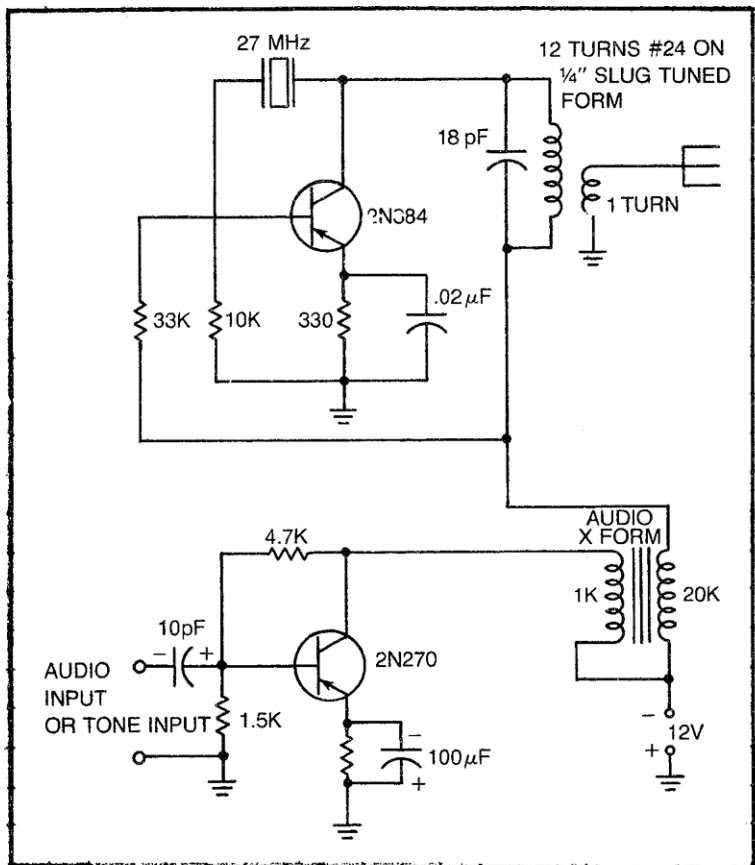 27 MHz
12 TURNS #24 ON
¼" SLUG TUNED
FORM
18 pF
1 TURN
33K
10K
330
.02µF
AUDIO
X FORM
4.7K
1K
20K
10pF
- +
2N270
AUDIO
INPUT
OR TONE INPUT
1.5K
-
100µF
+
-
12V
+